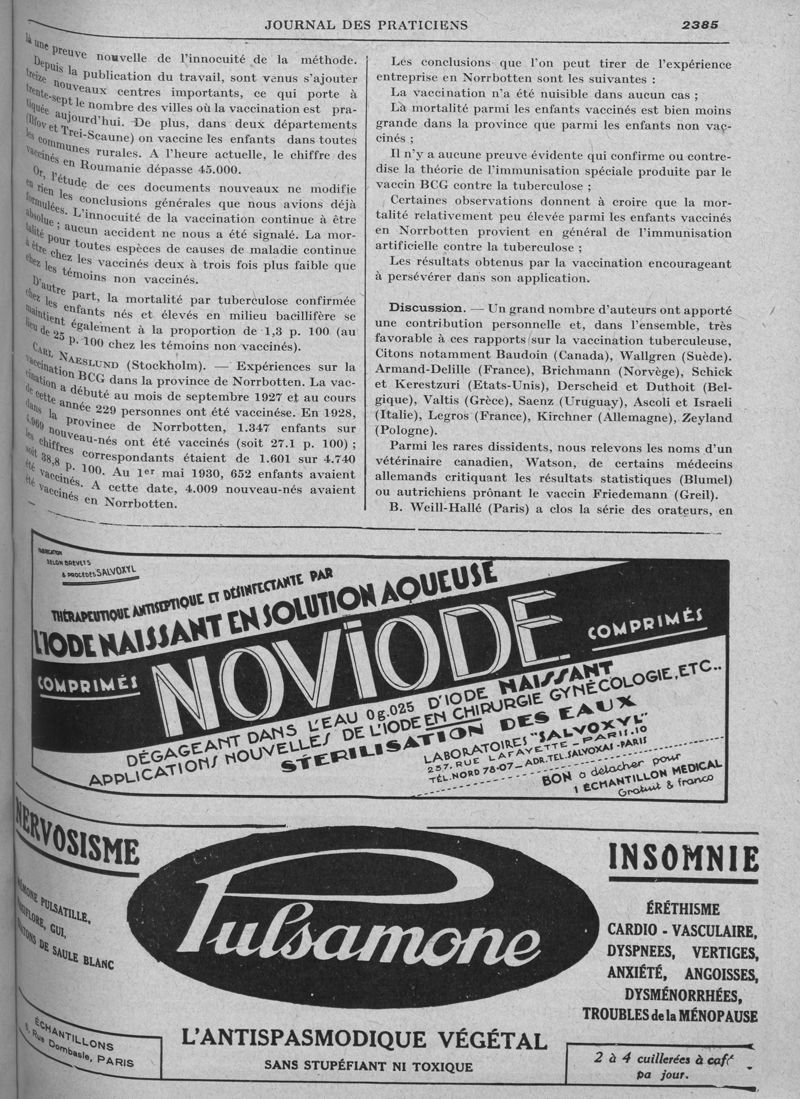 JOURNAL DES PRATICIENS
2385
là une preuve nouvelle de l'innocuité de la méthode.
Depuis la publication du travail, sont venus s'ajouter
treize nouveaux centres importants, ce qui porte à
trente-sept le nombre des villes où la vaccination est pra-
tiquée aujourd'hui. De plus, dans deux départements
(Ilfov et Trei-Scaune) on vaccine les enfants dans toutes
les communes rurales. A l'heure actuelle, le chiffre des
vaccinés en Roumanie dépasse 45.000.
Or, l'étude de ces documents nouveaux ne modifie
en rien les conclusions générales que nous avions déjà
formulées. L'innocuité de la vaccination continue à être
absolue ; aucun accident ne nous a été signalé. La mor-
talité pour toutes espèces de causes de maladie continue
à être chez les vaccinés deux à trois fois plus faible que
chez les témoins non vaccinés.
D'autre part, la mortalité par tuberculose confirmée
chez les enfants nés et élevés en milieu bacillifère se
maintient également à la proportion de 1,3 p. 100 (au
lieu de 25 p. 100 chez les témoins non vaccinés).
CARL NAESLUND (Stockholm). — Expériences sur la
vaccination BCG dans la province de Norrbotten. La vac-
cination a débuté au mois de septembre 1927 et au cours
de cette année 229 personnes ont été vaccinése. En 1928,
dans la province de Norrbotten, 1.347 enfants sur
4.969 nouveau-nés ont été vaccinés (soit 27.1 p. 100) ;
les chiffres correspondants étaient de 1.601 sur 4.740
soit 38,8 p. 100. Au 1er mai 1930, 652 enfants avaient
été vaccinés. A cette date, 4.009 nouveau-nés avaient
été vaccinés en Norrbotten.
Les conclusions que l'on peut tirer de l'expérience
entreprise en Norrbotten sont les suivantes :
La vaccination n'a été nuisible dans aucun cas ;
La mortalité parmi les enfants vaccinés est bien moins
grande dans la province que parmi les enfants non vac-
cinés ;
Il n'y a aucune preuve évidente qui confirme ou contre-
dise la théorie de l'immunisation spéciale produite par le
vaccin BCG contre la tuberculose ;
Certaines observations donnent à croire que la mor-
talité relativement peu élevée parmi les enfants vaccinés
en Norrbotten provient en général de l'immunisation
artificielle contre la tuberculose ;
Les résultats obtenus par la vaccination encourageant
à persévérer dans son application.
Discussion. — Un grand nombre d'auteurs ont apporté
une contribution personnelle et, dans l'ensemble, très
favorable à ces rapports sur la vaccination tuberculeuse,
Citons notamment Baudoin (Canada), Wallgren (Suède).
Armand-Delille (France), Brichmann (Norvège), Schick
et Kerestzuri (Etats-Unis), Derscheid et Duthoit (Bel-
gique), Valtis (Grèce), Saenz (Uruguay), Ascoli et Israeli
(Italie), Legros (France), Kirchner (Allemagne), Zeyland
(Pologne).
Parmi les rares dissidents, nous relevons les noms d'un
vétérinaire canadien, Watson, de certains médecins
allemands critiquant les résultats statistiques (Blumel)
ou autrichiens prônant le vaccin Friedemann (Greil).
B. Weill-Hallé (Paris) a clos la série des orateurs, en
FABRICATION
SELON BREVETS
& PROCÉDÉS SALVOXYL
THÉRAPEUTIQUE ANTISEPTIQUE ET DÉSINFECTANTE PAR
L'IODE NAISSANT EN SOLUTION AQUEUSE
COMPRIMÉS
NOVIODE
COMPRIMÉS
DÉGAGEANT DANS L'EAU 0g.025 D'IODE NAISSANT
APPLICATIONS NOUVELLES DE L'IODE EN CHIRURGIE GYNÉCOLOGIE, ETC..
STÉRILISATION DES EAUX
LABORATOIRES "SALVOXYL"
257, RUE LAFAYETTE — PARIS.10
TÉL. NORD 78-07 — ADR. TEL. SALVOXAS - PARIS
BON à détacher pour
1 ÉCHANTILLON MEDICAL
Gratuit & franco
NERVOSISME
ANÉMONE PULSATILLE,
PASSIFLORE, GUI,
CHATONS DE SAULE BLANC
Pulsamone
INSOMNIE
ÉRÉTHISME
CARDIO - VASCULAIRE,
DYSPNEES, VERTIGES,
ANXIÉTÉ, ANGOISSES,
DYSMÉNORRHÉES,
TROUBLES de la MÉNOPAUSE
ÉCHANTILLONS
Rue Dombasle, PARIS
L'ANTISPASMODIQUE VÉGÉTAL
SANS STUPÉFIANT NI TOXIQUE
2 à 4 cuillerées à café
pa jour.